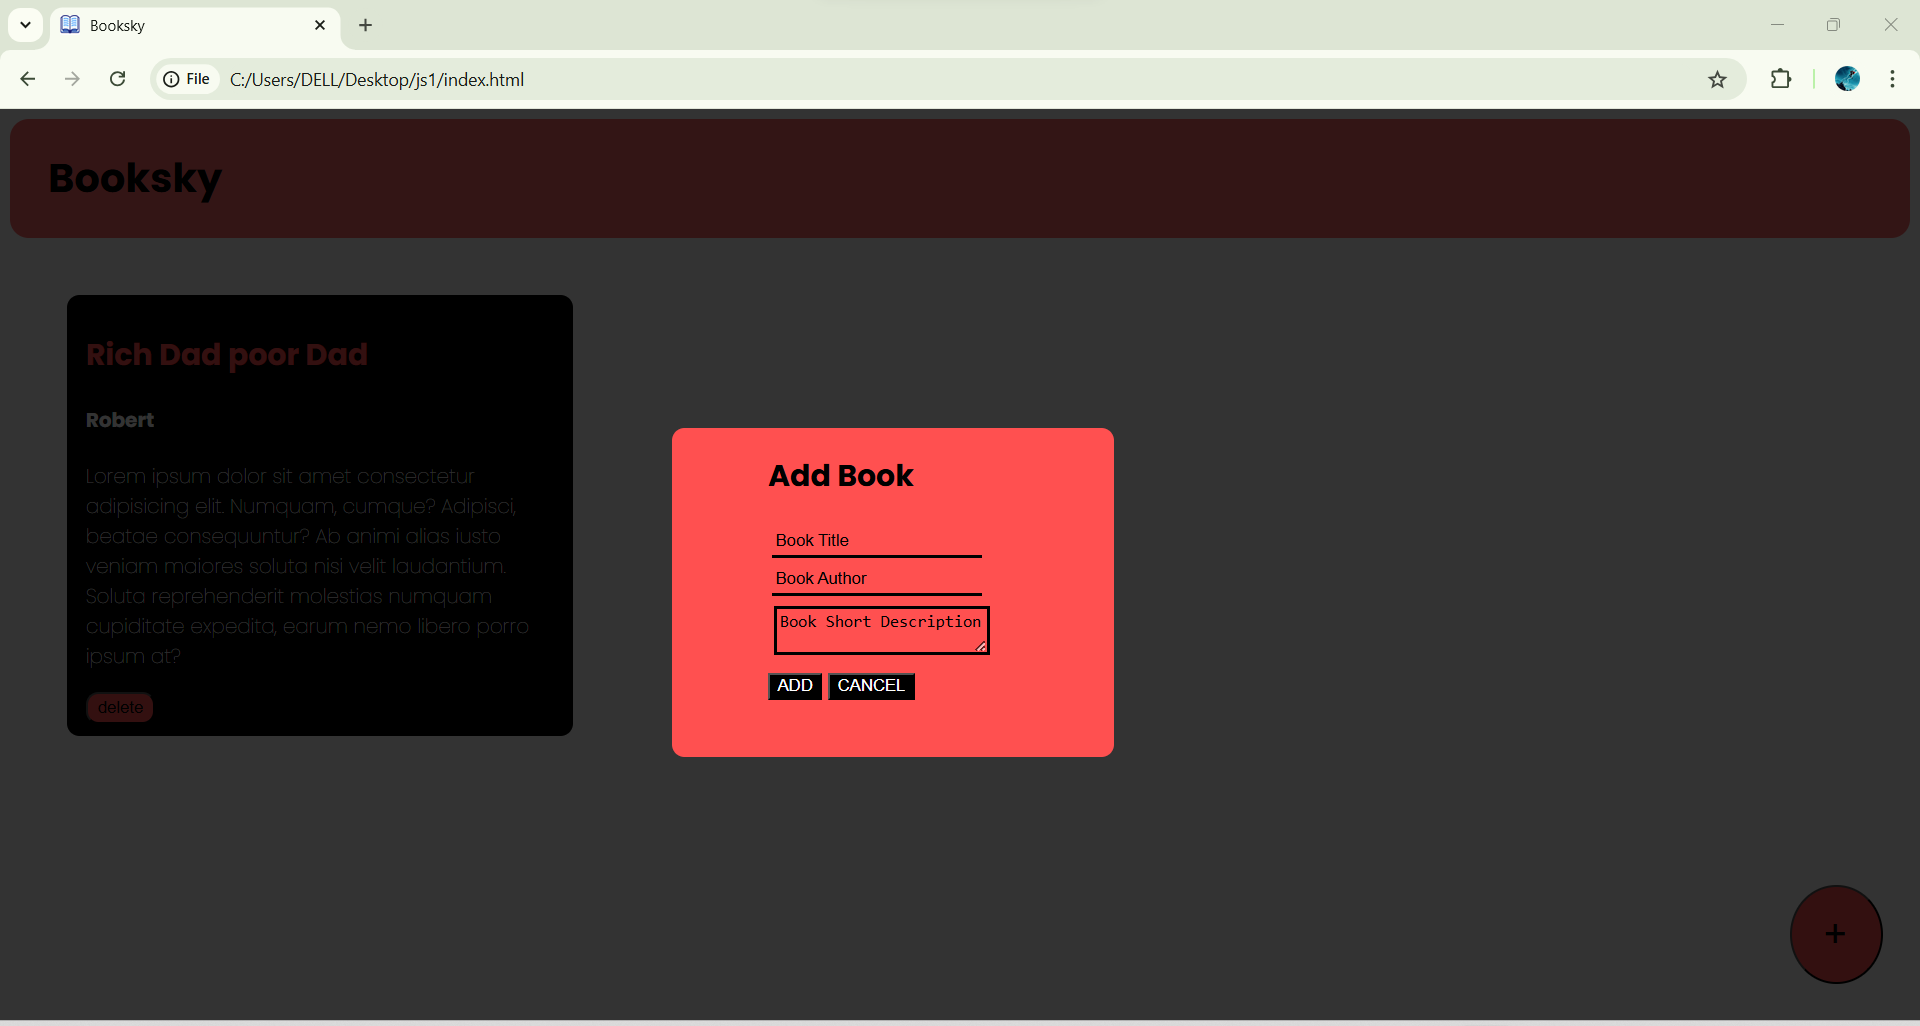 Booksky
File
C:/Users/DELL/Desktop/js1/index.html
Booksky
Rich Dad poor Dad
Robert
Lorem ipsum dolor sit amet consectetur
adipisicing elit. Numquam, cumque? Adipisci,
beatae consequuntur? Ab animi alias iusto
veniam maiores soluta nisi velit laudantium.
Soluta reprehenderit molestias numquam
cupiditate expedita, earum nemo libero porro
ipsum at?
delete
Add Book
Book Title
Book Author
Book Short Description
ADD CANCEL
+